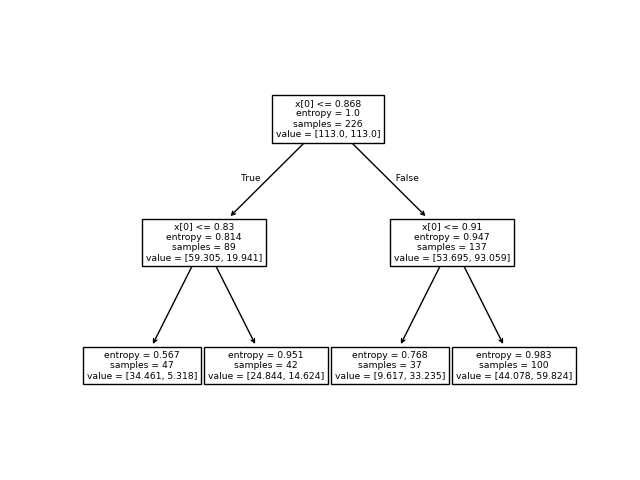 x[0] <= 0.868
entropy = 1.0
samples = 226
value = [113.0, 113.0]
True
False
x[0] <= 0.83
entropy = 0.814
samples = 89
value = [59.305, 19.941]
x[0] <= 0.91
entropy = 0.947
samples = 137
value = [53.695, 93.059]
entropy = 0.567
samples = 47
value = [34.461, 5.318]
entropy = 0.951
samples = 42
value = [24.844, 14.624]
entropy = 0.768
samples = 37
value = [9.617, 33.235]
entropy = 0.983
samples = 100
value = [44.078, 59.824]